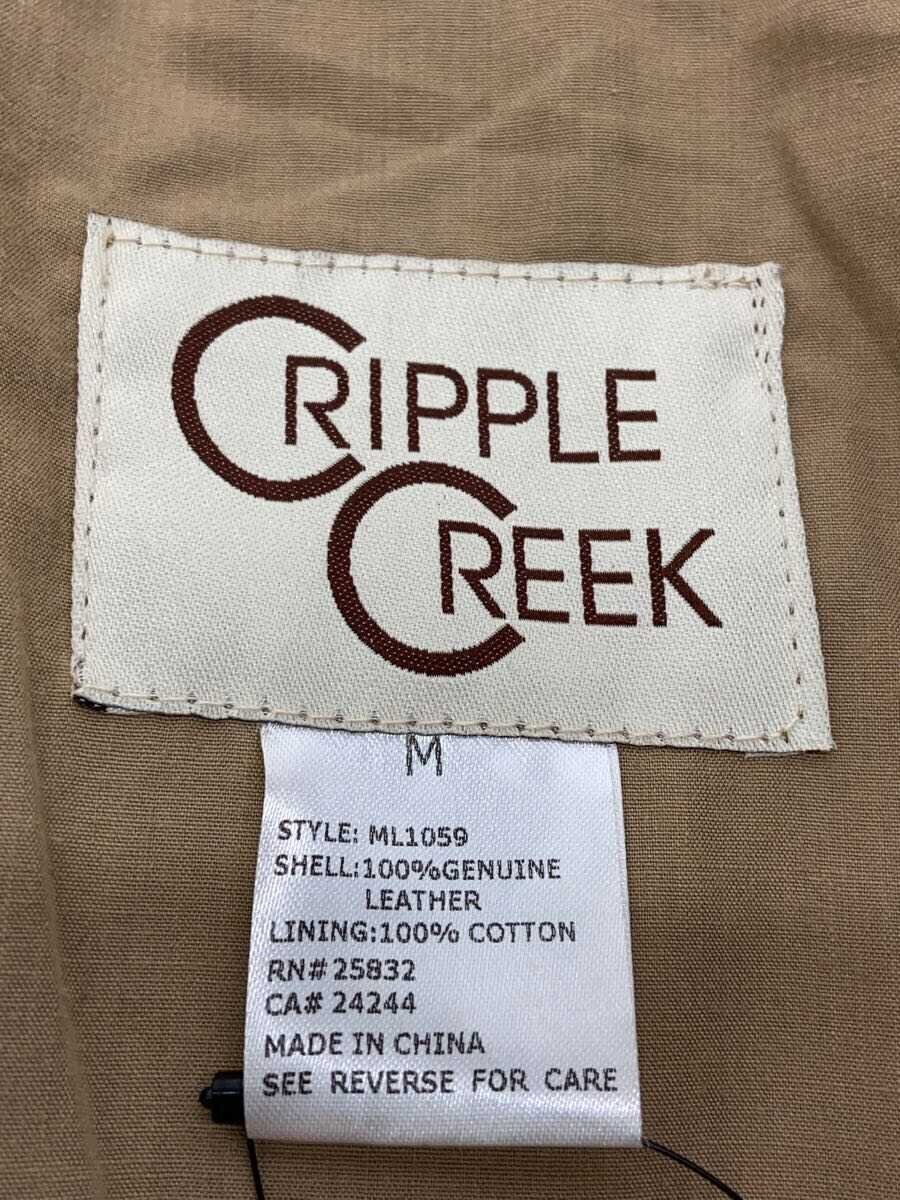 CRIPPLE
CREEK
M
STYLE: ML1059
SHELL:100%GENUINE
LEATHER
LINING:100% COTTON
RN# 25832
CA# 24244
MADE IN CHINA
SEE REVERSE FOR CARE